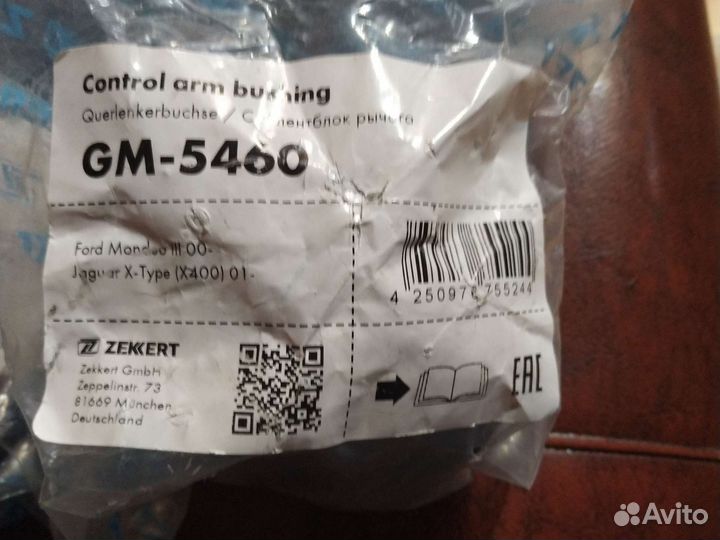 Control arm bushing
Querlenkerbuchse / рычага
GM-5460
Ford Mondeo III 00-
Jaguar X-Type (X400) 01-
4 250978 755244
ZEKKERT
Zekkert GmbH
Zeppelinstr. 73
81669 München
Deutschland
EAC
Avito